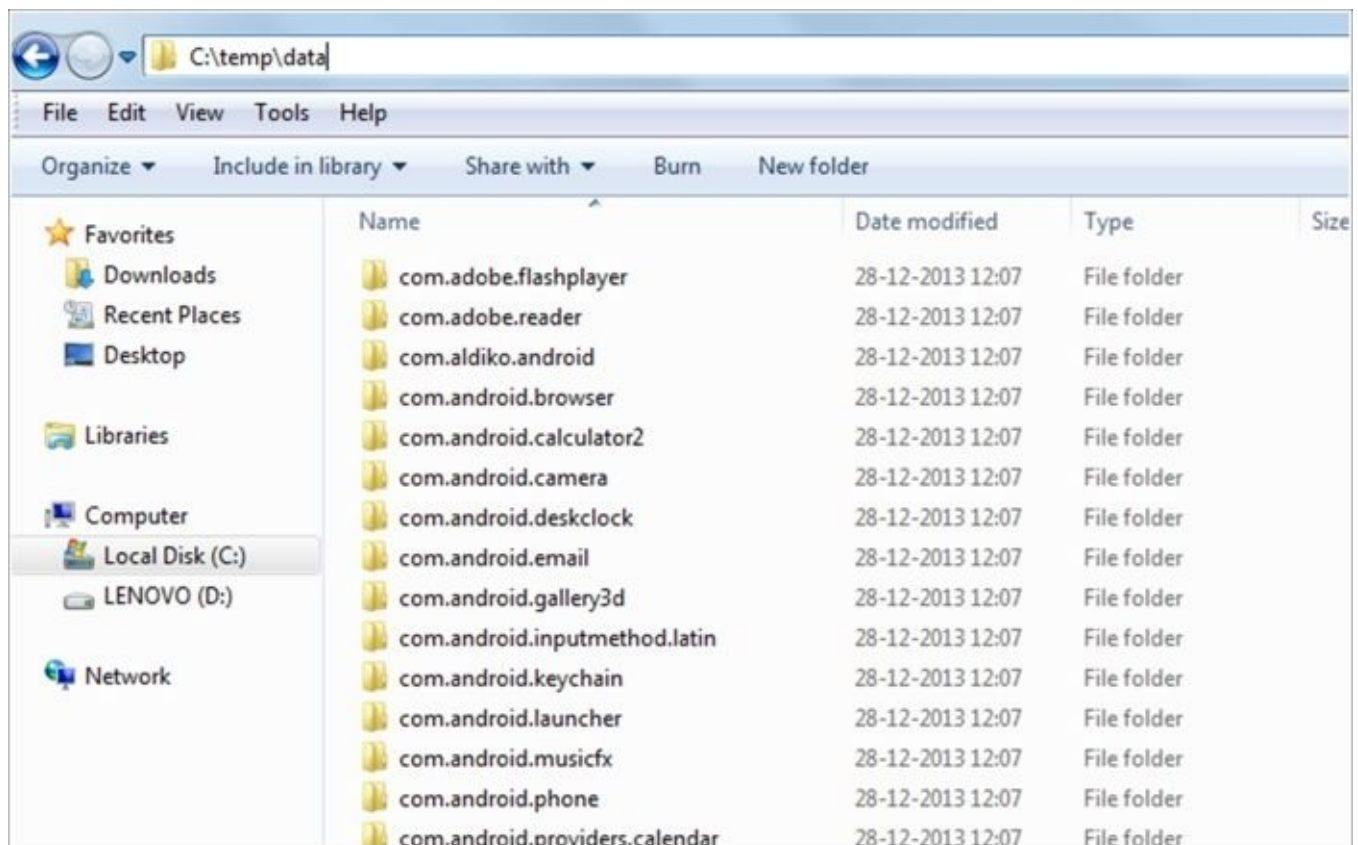 C:\temp\data
File Edit View Tools Help
Organize Include in library Share with Burn New folder
Favorites
Downloads
Recent Places
Desktop
Libraries
Computer
Local Disk (C:)
LENOVO (D:)
Network
Name Date modified Type Size
com.adobe.flashplayer 28-12-2013 12:07 File folder
com.adobe.reader 28-12-2013 12:07 File folder
com.aldiko.android 28-12-2013 12:07 File folder
com.android.browser 28-12-2013 12:07 File folder
com.android.calculator2 28-12-2013 12:07 File folder
com.android.camera 28-12-2013 12:07 File folder
com.android.deskclock 28-12-2013 12:07 File folder
com.android.email 28-12-2013 12:07 File folder
com.android.gallery3d 28-12-2013 12:07 File folder
com.android.inputmethod.latin 28-12-2013 12:07 File folder
com.android.keychain 28-12-2013 12:07 File folder
com.android.launcher 28-12-2013 12:07 File folder
com.android.musicfx 28-12-2013 12:07 File folder
com.android.phone 28-12-2013 12:07 File folder
com.android.providers.calendar 28-12-2013 12:07 File folder